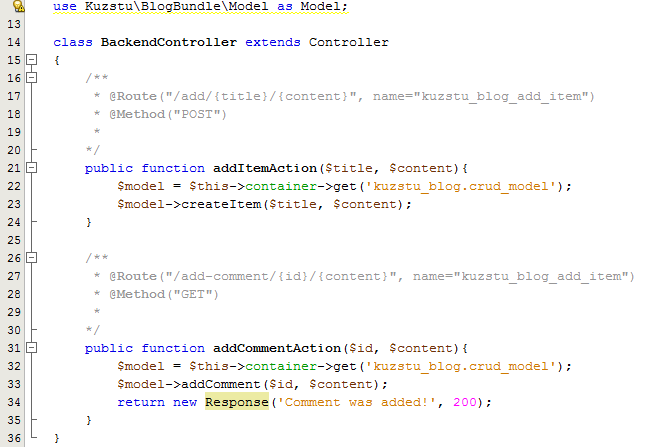 use Kuzstu\BlogBundle\Model as Model;
13
14 class BackendController extends Controller
15 {
16 /**
17 * @Route("/add/{title}/{content}", name="kuzstu_blog_add_item")
18 * @Method("POST")
19 *
20 */
21 public function addItemAction($title, $content){
22 $model = $this->container->get('kuzstu_blog.crud_model');
23 $model->createItem($title, $content);
24 }
25
26 /**
27 * @Route("/add-comment/{id}/{content}", name="kuzstu_blog_add_item")
28 * @Method("GET")
29 *
30 */
31 public function addCommentAction($id, $content){
32 $model = $this->container->get('kuzstu_blog.crud_model');
33 $model->addComment($id, $content);
34 return new Response('Comment was added!', 200);
35 }
36 }